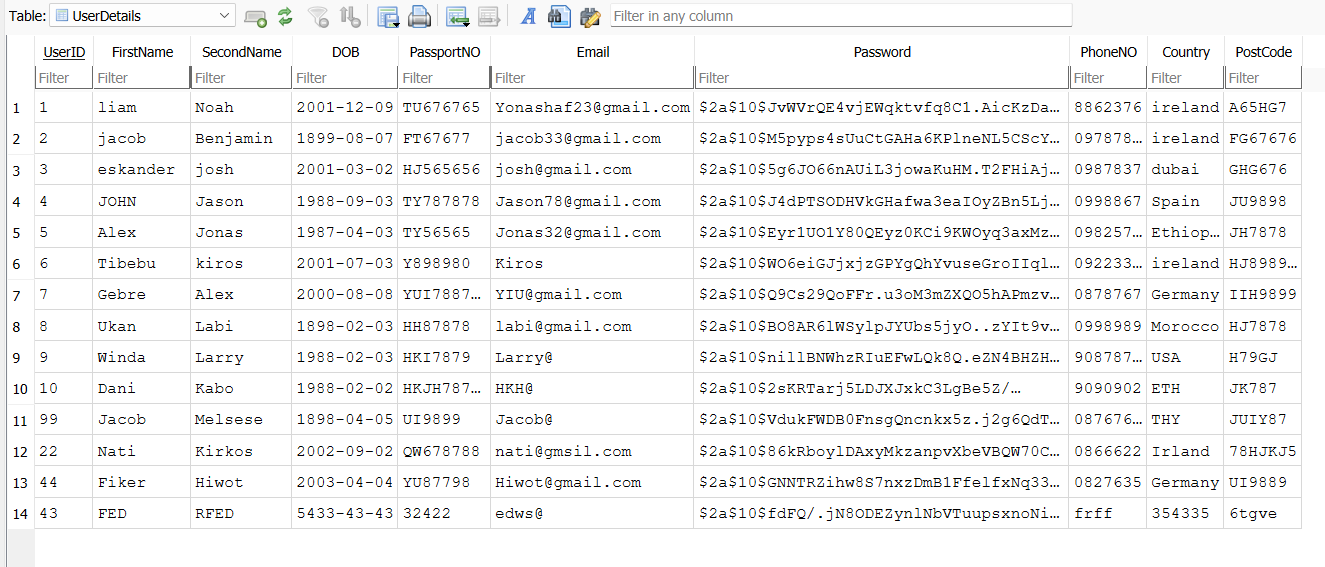 Table: UserDetails Filter in any column
UserID FirstName SecondName DOB PassportNO Email Password PhoneNO Country PostCode
Filter Filter Filter Filter Filter Filter Filter Filter Filter Filter
1 1 liam Noah 2001-12-09 TU676765 Yonashaf23@gmail.com $2a$10$JvWVrQE4vjEWqktvfq8C1.AicKzDa… 8862376 ireland A65HG7
2 2 jacob Benjamin 1899-08-07 FT67677 jacob33@gmail.com $2a$10$M5pyps4sUuCtGAHa6KPlneNL5CScY… 097878… ireland FG67676
3 3 eskander josh 2001-03-02 HJ565656 josh@gmail.com $2a$10$5g6JO66nAUiL3jowaKuHM.T2FHiAj… 0987837 dubai GHG676
4 4 JOHN Jason 1988-09-03 TY787878 Jason78@gmail.com $2a$10$J4dPTSODHVkGHafwa3eaIOyZBn5Lj… 0998867 Spain JU9898
5 5 Alex Jonas 1987-04-03 TY56565 Jonas32@gmail.com $2a$10$Eyr1UO1Y80QEyz0KCi9KWOyq3axMz… 098257… Ethiop… JH7878
6 6 Tibebu kiros 2001-07-03 Y898980 Kiros $2a$10$WO6eiGJjxjzGPYgQhYvuseGroIIql… 092233… ireland HJ8989…
7 7 Gebre Alex 2000-08-08 YUI7887… YIU@gmail.com $2a$10$Q9Cs29QoFFr.u3oM3mZXQO5hAPmzv… 0878767 Germany IIH9899
8 8 Ukan Labi 1898-02-03 HH87878 labi@gmail.com $2a$10$BO8AR6lWSylpJYUbs5jyO..zYIt9v… 0998989 Morocco HJ7878
9 9 Winda Larry 1988-02-03 HKI7879 Larry@ $2a$10$nillBNWhzRIuEFwLQk8Q.eZN4BHZH… 908787… USA H79GJ
10 10 Dani Kabo 1988-02-02 HKJH787… HKH@ $2a$10$2sKRTarj5LDJXJxkC3LgBe5Z/… 9090902 ETH JK787
11 99 Jacob Melsese 1898-04-05 UI9899 Jacob@ $2a$10$VdukFWDB0FnsgQncnkx5z.j2g6QdT… 087676… THY JUIY87
12 22 Nati Kirkos 2002-09-02 QW678788 nati@gmsil.com $2a$10$86kRboylDAxyMkzanpvXbeVBQW70C… 0866622 Irland 78HJKJ5
13 44 Fiker Hiwot 2003-04-04 YU87798 Hiwot@gmail.com $2a$10$GNNTRZihw8S7nxzDmB1FfelfxNq33… 0827635 Germany UI9889
14 43 FED RFED 5433-43-43 32422 edws@ $2a$10$fdFQ/.jN8ODEZynlNbVTuupsxnoNi… frff 354335 6tgve